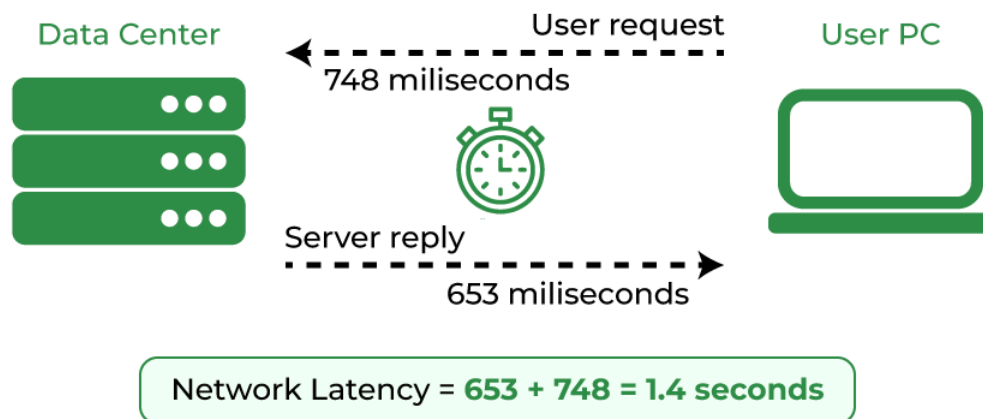 Data Center
User request
User PC
748 miliseconds
Server reply
653 miliseconds
Network Latency = 653 + 748 = 1.4 seconds